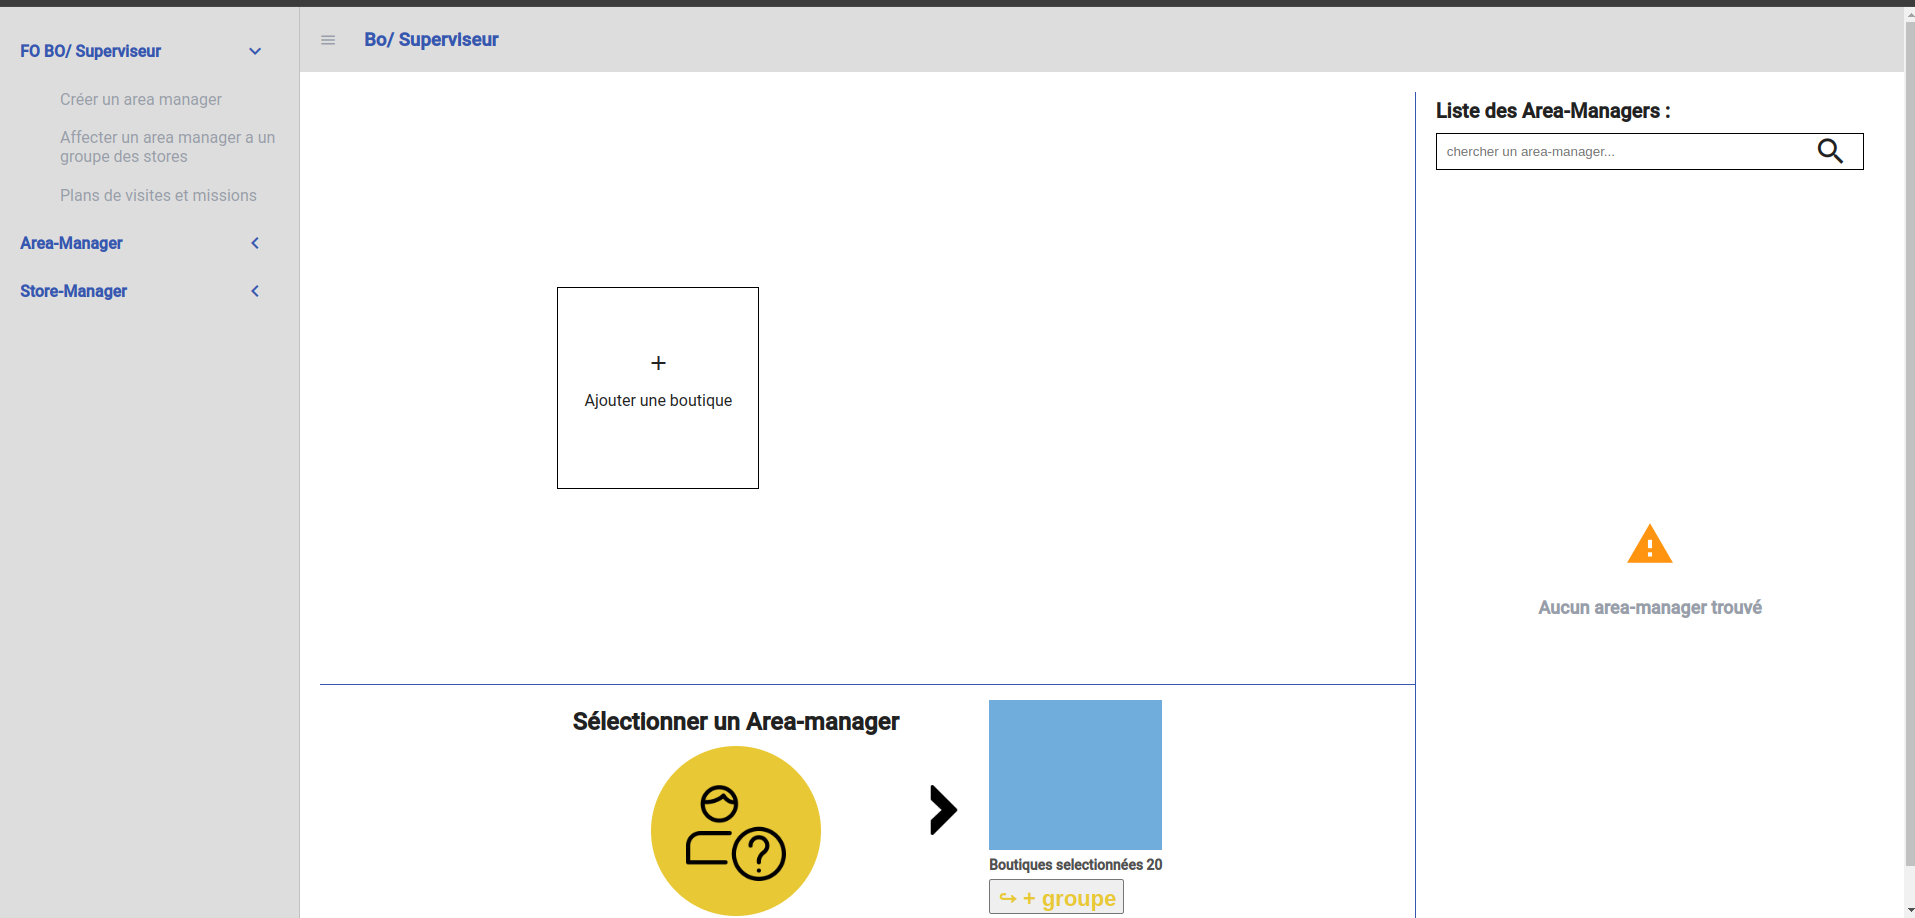 FO BO/ Superviseur
Créer un area manager
Affecter un area manager a un
groupe des stores
Plans de visites et missions
Area-Manager
Store-Manager
Bo/ Superviseur
+
Ajouter une boutique
Liste des Area-Managers :
chercher un area-manager...
Aucun area-manager trouvé
Sélectionner un Area-manager
Boutiques selectionnées 20
↪ + groupe